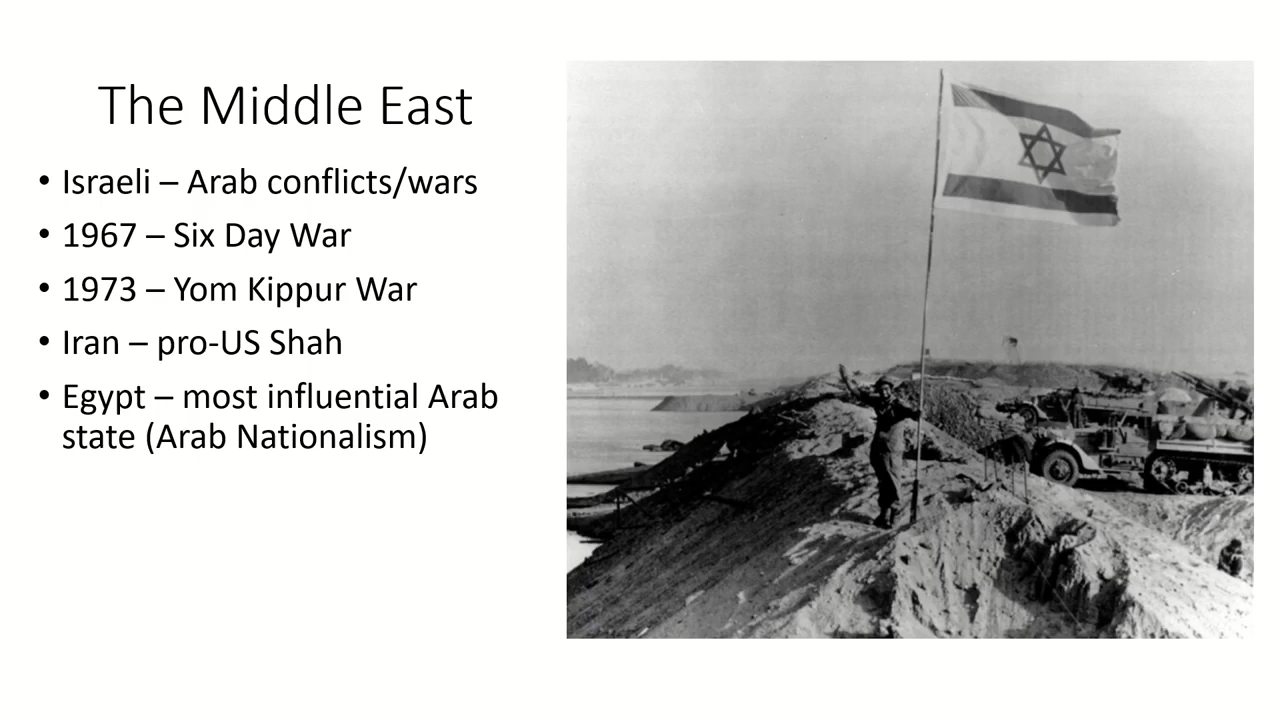 The Middle East
• Israeli – Arab conflicts/wars
• 1967 – Six Day War
• 1973 – Yom Kippur War
• Iran – pro-US Shah
• Egypt – most influential Arab
state (Arab Nationalism)